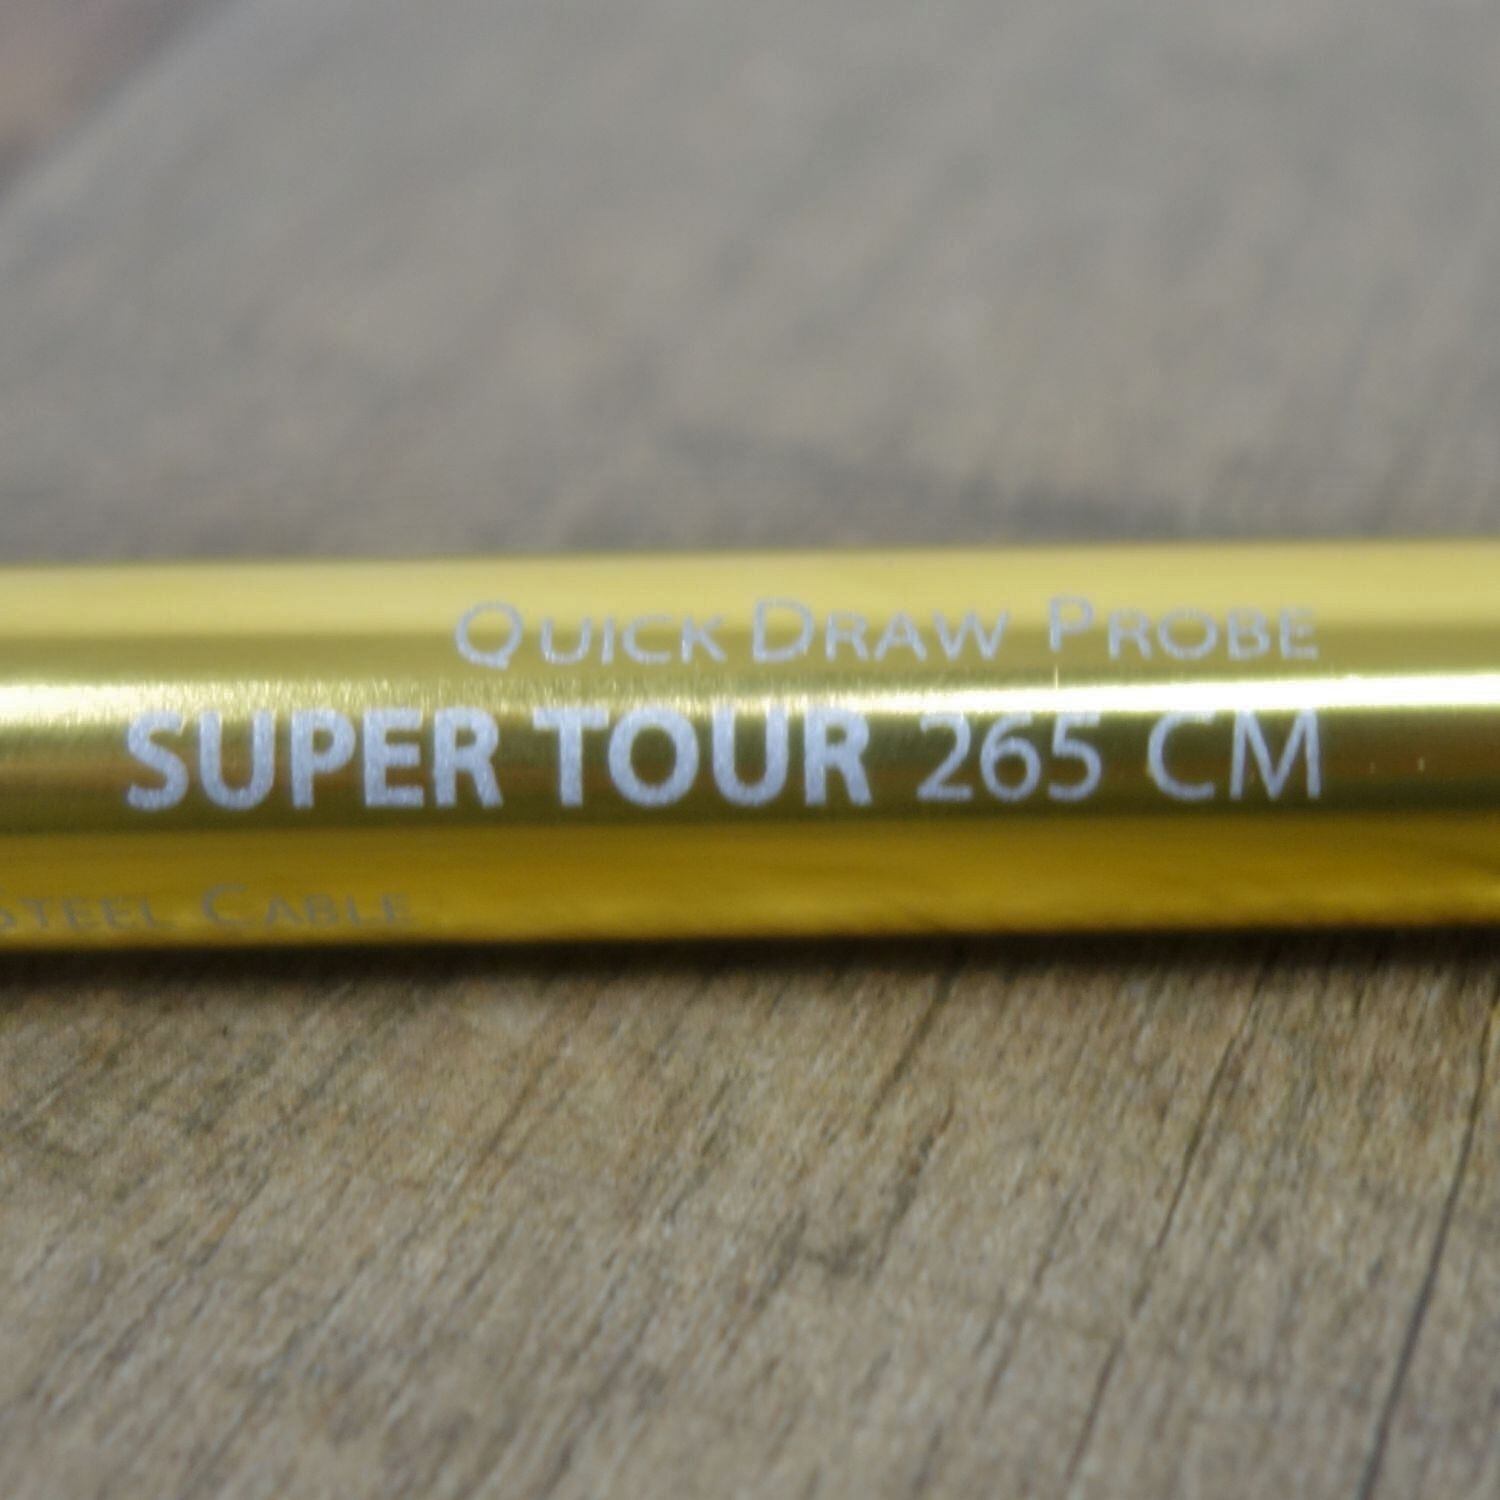 QUICK DRAW PROBE
SUPER TOUR 265 CM
STEEL CABLE